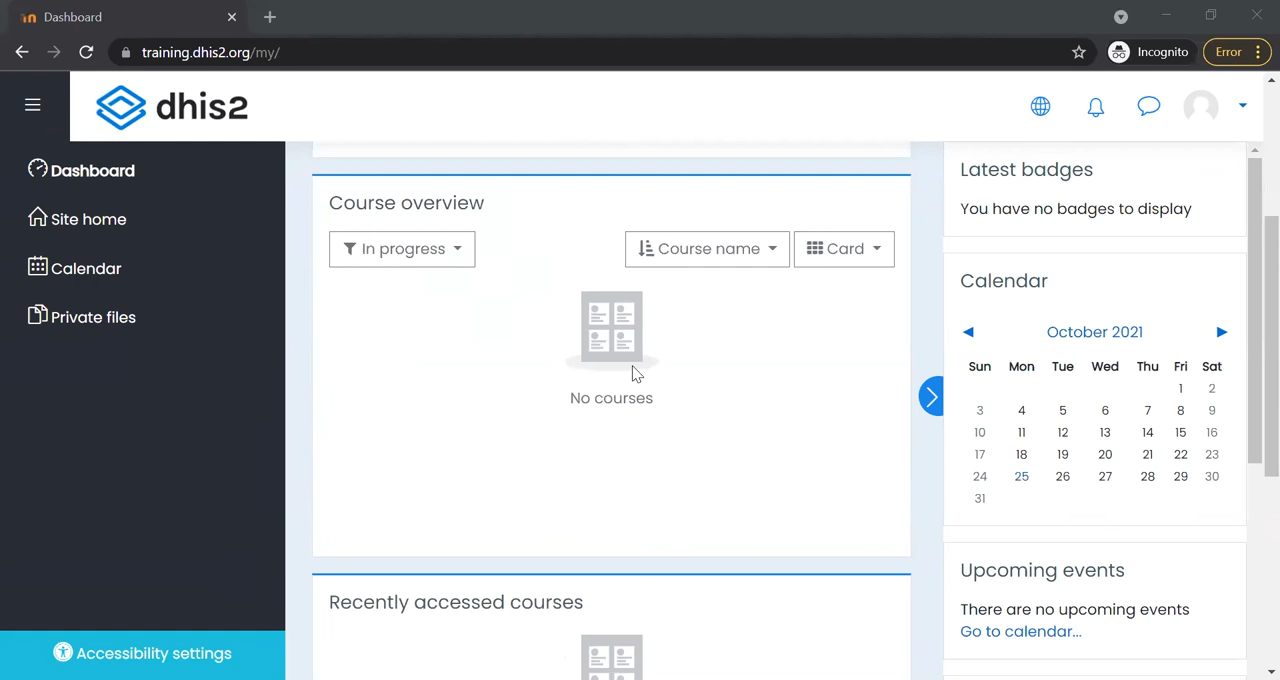 Dashboard
training.dhis2.org/my/
Incognito
Error
dhis2
Dashboard
Site home
Calendar
Private files
Accessibility settings
Course overview
In progress
Course name
Card
No courses
Recently accessed courses
Latest badges
You have no badges to display
Calendar
October 2021
Sun Mon Tue Wed Thu Fri Sat
1 2
3 4 5 6 7 8 9
10 11 12 13 14 15 16
17 18 19 20 21 22 23
24 25 26 27 28 29 30
31
Upcoming events
There are no upcoming events
Go to calendar...